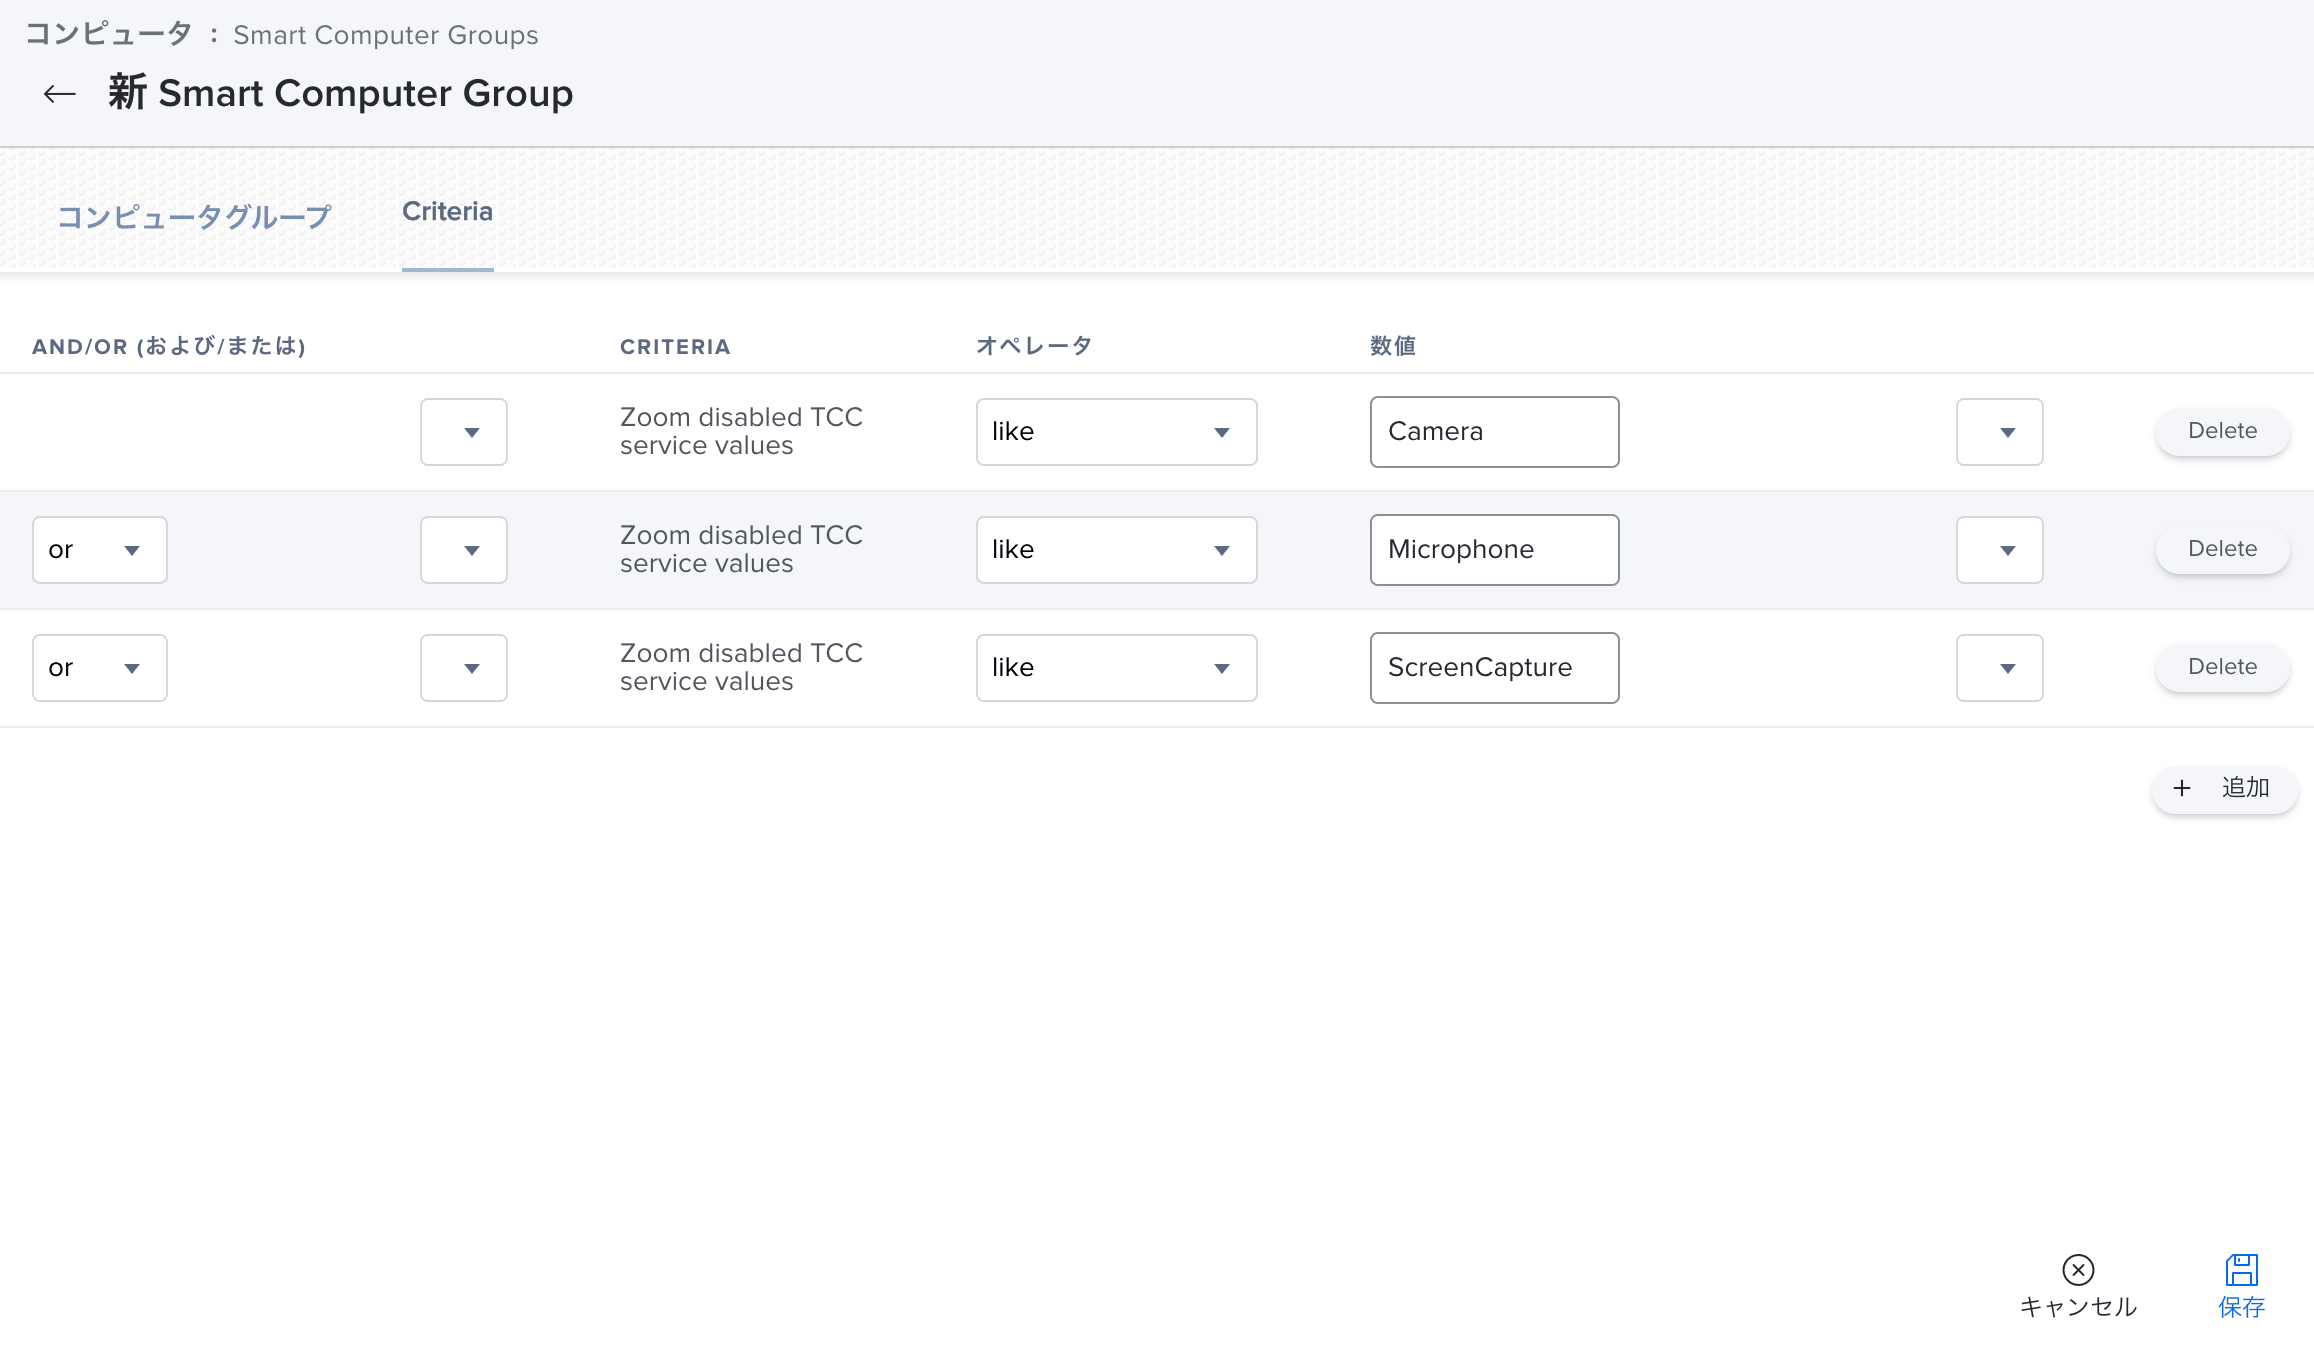 コンピュータ : Smart Computer Groups
← 新 Smart Computer Group
コンピュータグループ Criteria
AND/OR (および/または) CRITERIA オペレータ 数値
Zoom disabled TCC
service values
like Camera Delete
or
Zoom disabled TCC
service values
like Microphone Delete
or
Zoom disabled TCC
service values
like ScreenCapture Delete
+ 追加
キャンセル 保存